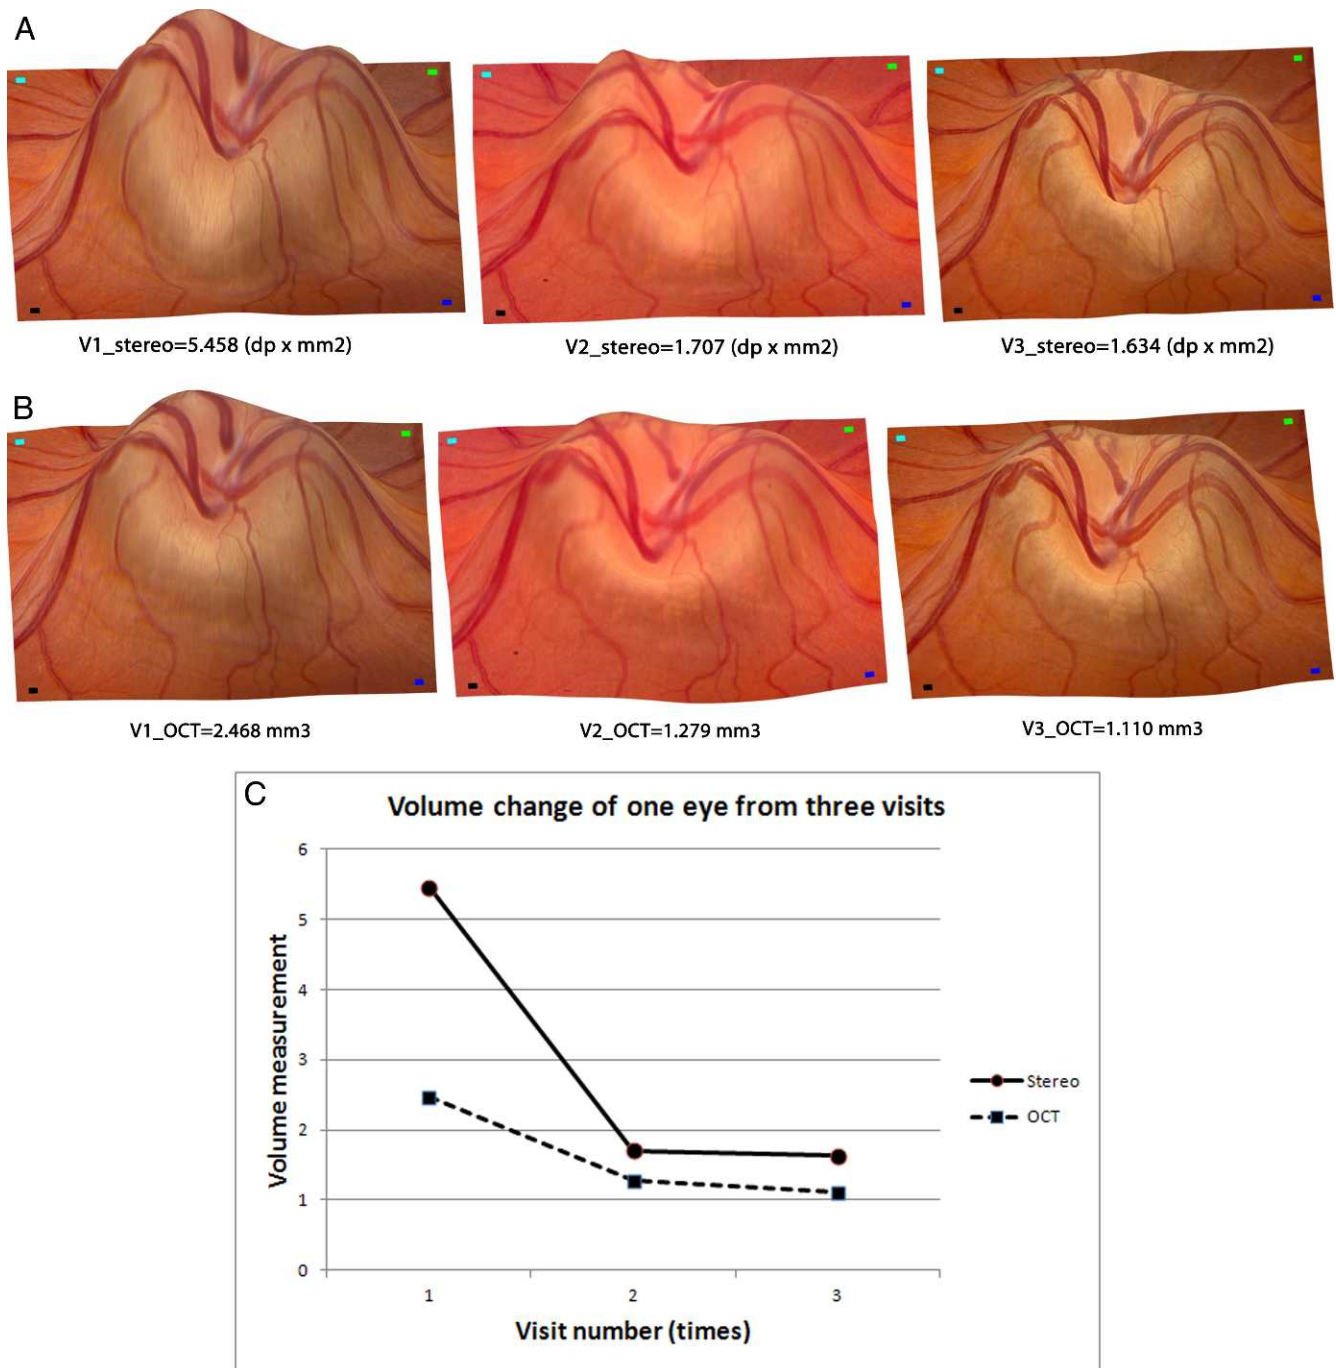 A
V1_stereo=5.458 (dp x mm2)
V2_stereo=1.707 (dp x mm2)
V3_stereo=1.634 (dp x mm2)
B
V1_OCT=2.468 mm3
V2_OCT=1.279 mm3
V3_OCT=1.110 mm3
C
Volume change of one eye from three visits
Volume measurement
6
5
4
3
2
1
0
1
2
3
Visit number (times)
Stereo
OCT